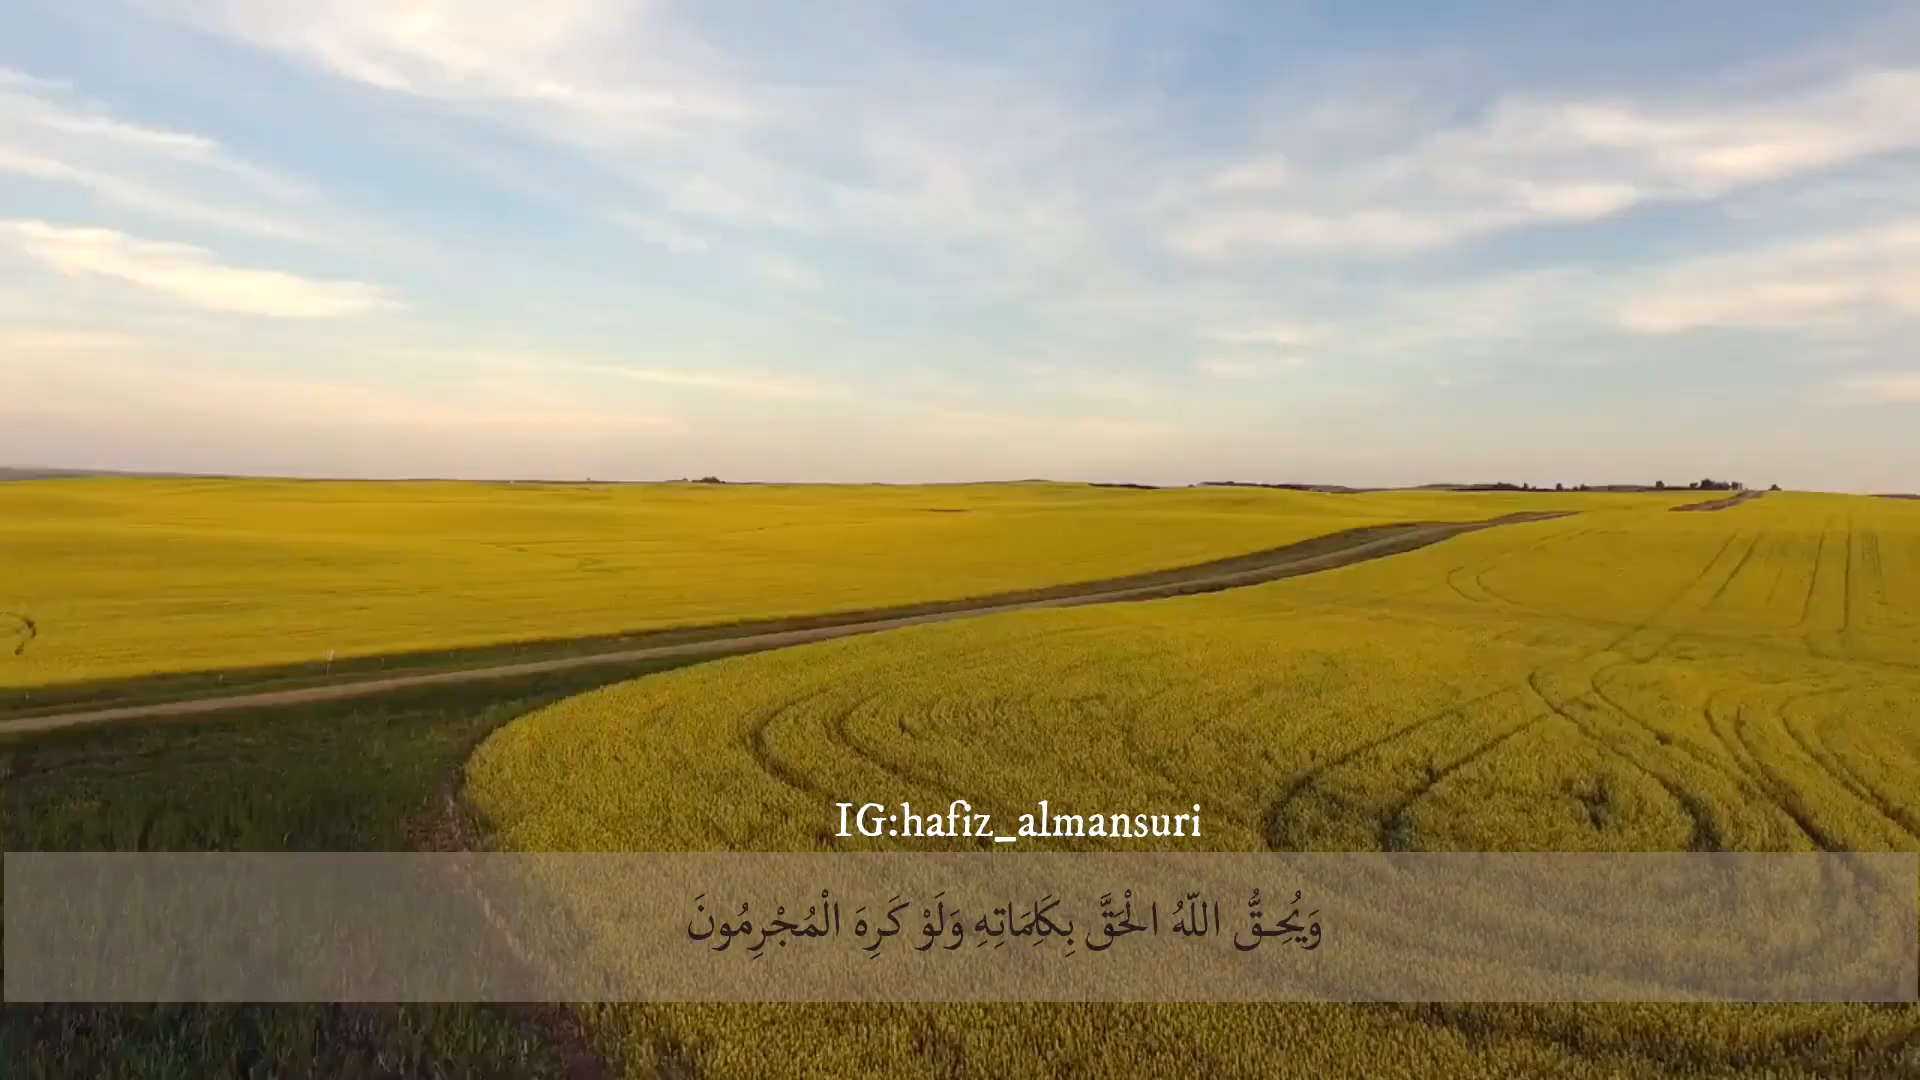 IG:hafiz_almansuri
وَيُحِقُّ اللّهُ الْحَقَّ بِكَلِمَاتِهِ وَلَوْ كَرِهَ الْمُجْرِمُونَ